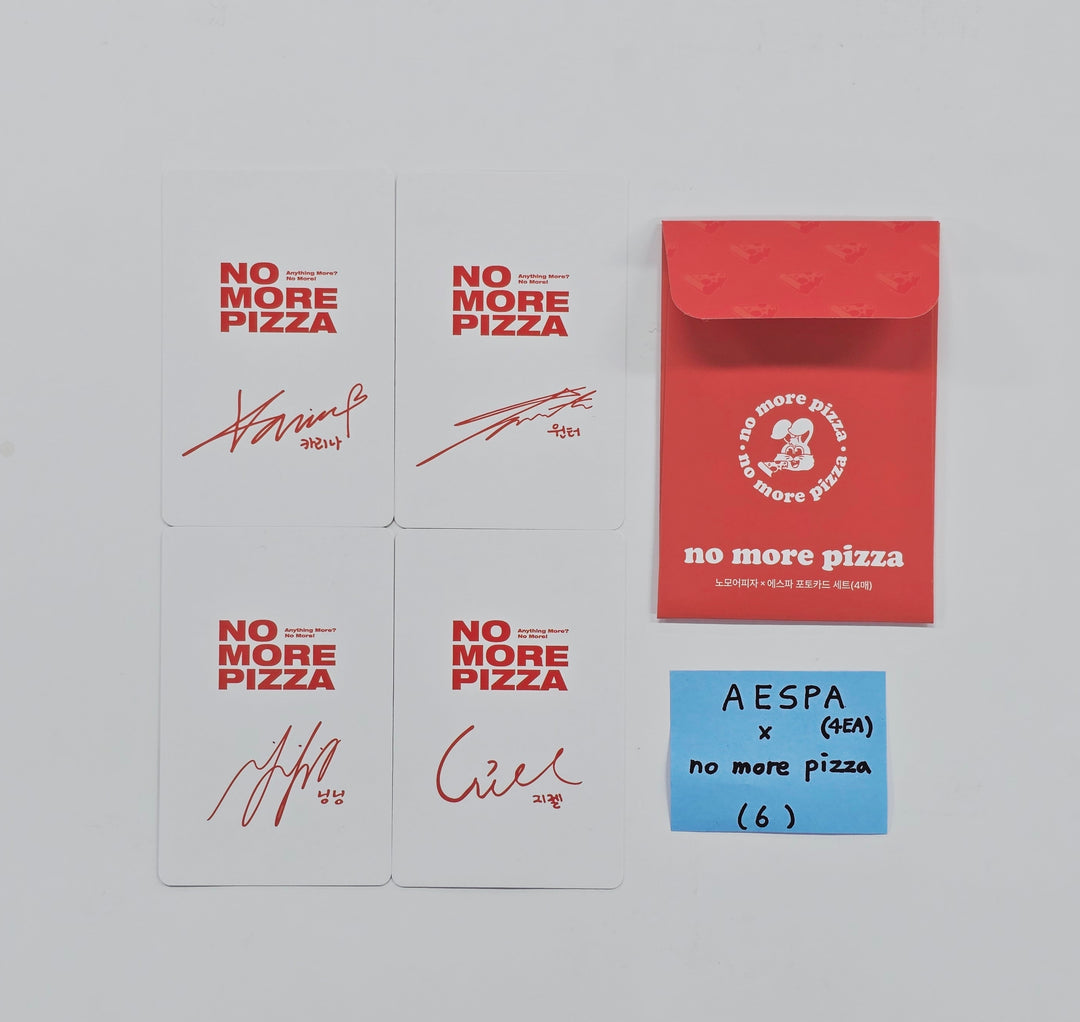 NO
MORE
PIZZA
Anything More?
No More!
Karina
카리나
NO
MORE
PIZZA
Anything More?
No More!
윈터
no more pizza · no more pizza ·
no more pizza
노모어피자 × 에스파 포토카드 세트(4매)
NO
MORE
PIZZA
Anything More?
No More!
닝닝
NO
MORE
PIZZA
Anything More?
No More!
지젤
AESPA
x (4EA)
no more pizza
(6)